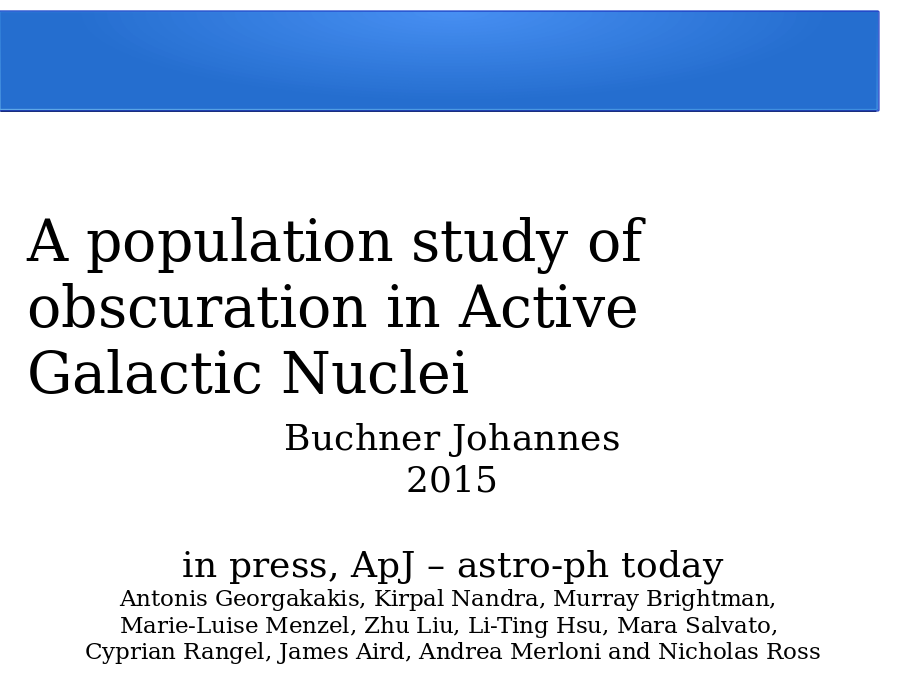 A population study of
obscuration in Active
Galactic Nuclei
Buchner Johannes
2015
in press, ApJ – astro-ph today
Antonis Georgakakis, Kirpal Nandra, Murray Brightman,
Marie-Luise Menzel, Zhu Liu, Li-Ting Hsu, Mara Salvato,
Cyprian Rangel, James Aird, Andrea Merloni and Nicholas Ross